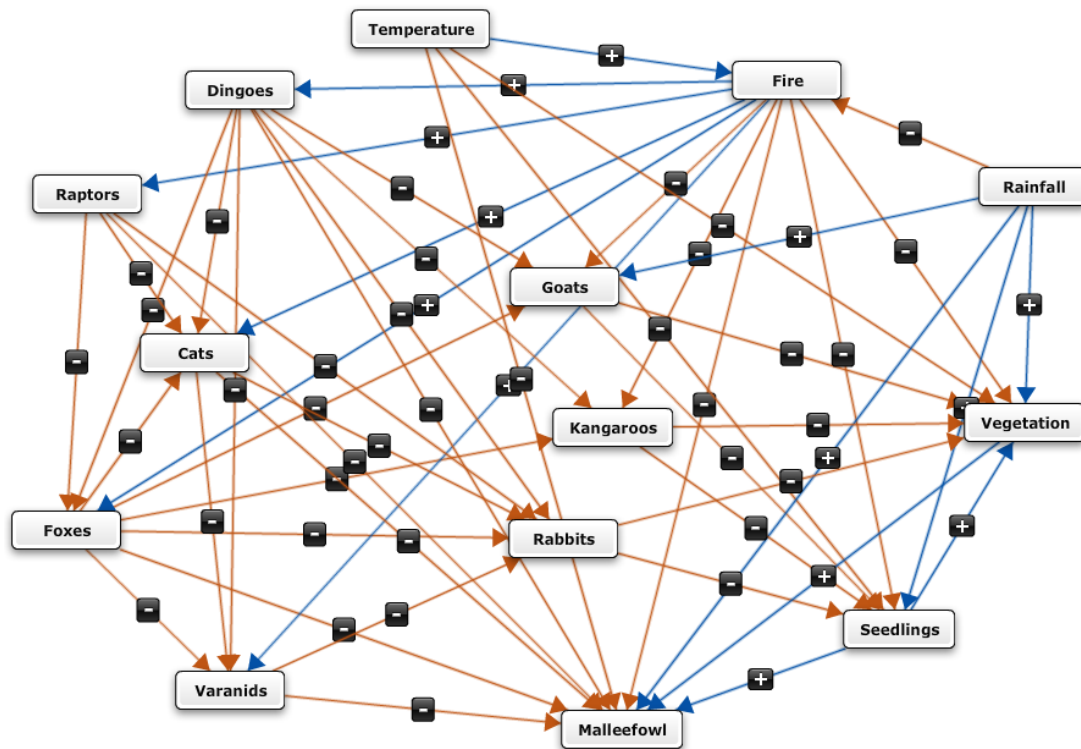 Temperature
Fire
Dingoes
Raptors
Rainfall
Goats
Cats
Kangaroos
Vegetation
Foxes
Rabbits
Seedlings
Varanids
Malleefowl